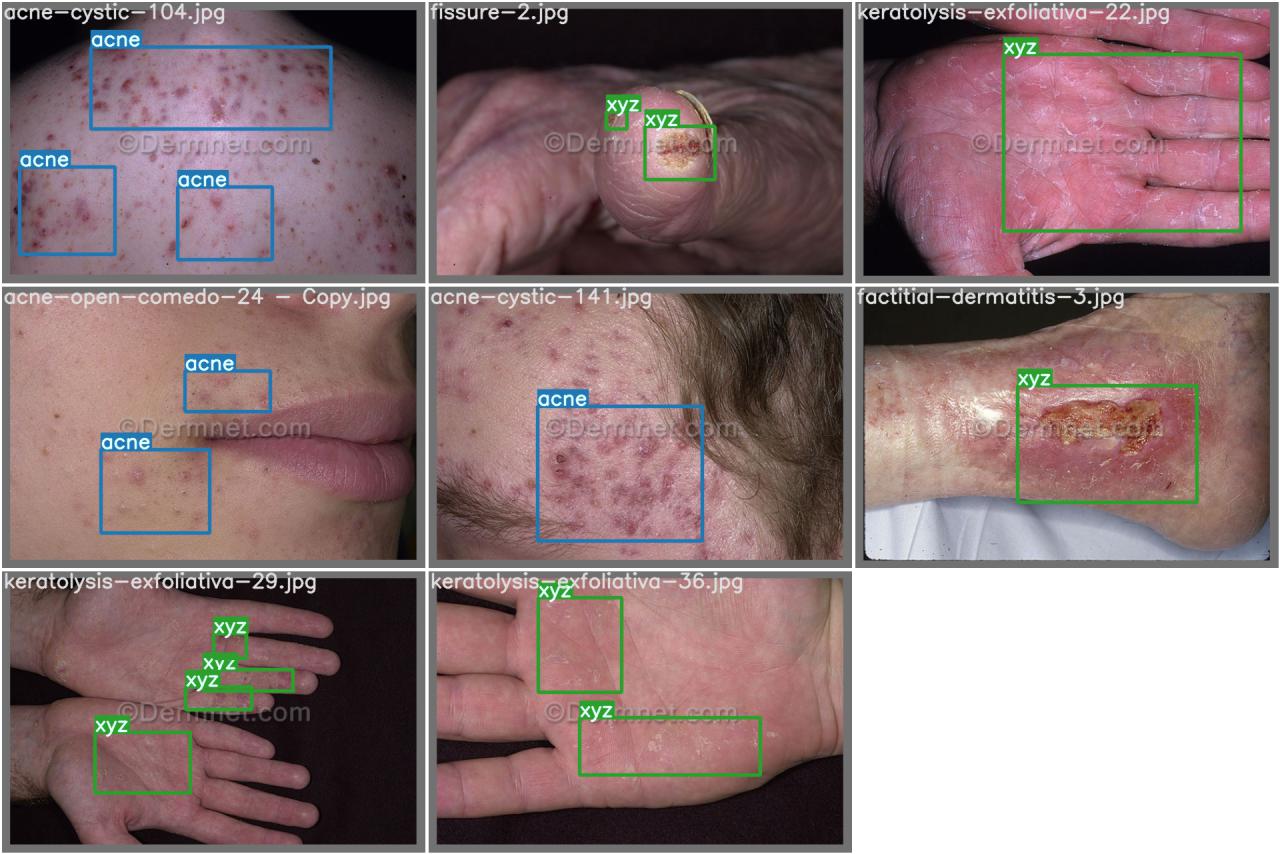 acne-cystic-104.jpg
acne
acne
acne
©Dermnet.com
fissure-2.jpg
xyz
xyz
©Dermnet.com
keratolysis-exfoliativa-22.jpg
xyz
©Dermnet.com
acne-open-comedo-24 - Copy.jpg
acne
acne
©Dermnet.com
acne-cystic-141.jpg
acne
©Dermnet.com
factitial-dermatitis-3.jpg
xyz
©Dermnet.com
keratolysis-exfoliativa-29.jpg
xyz
xyz
xyz
xyz
©Dermnet.com
keratolysis-exfoliativa-36.jpg
xyz
xyz
©Dermnet.com